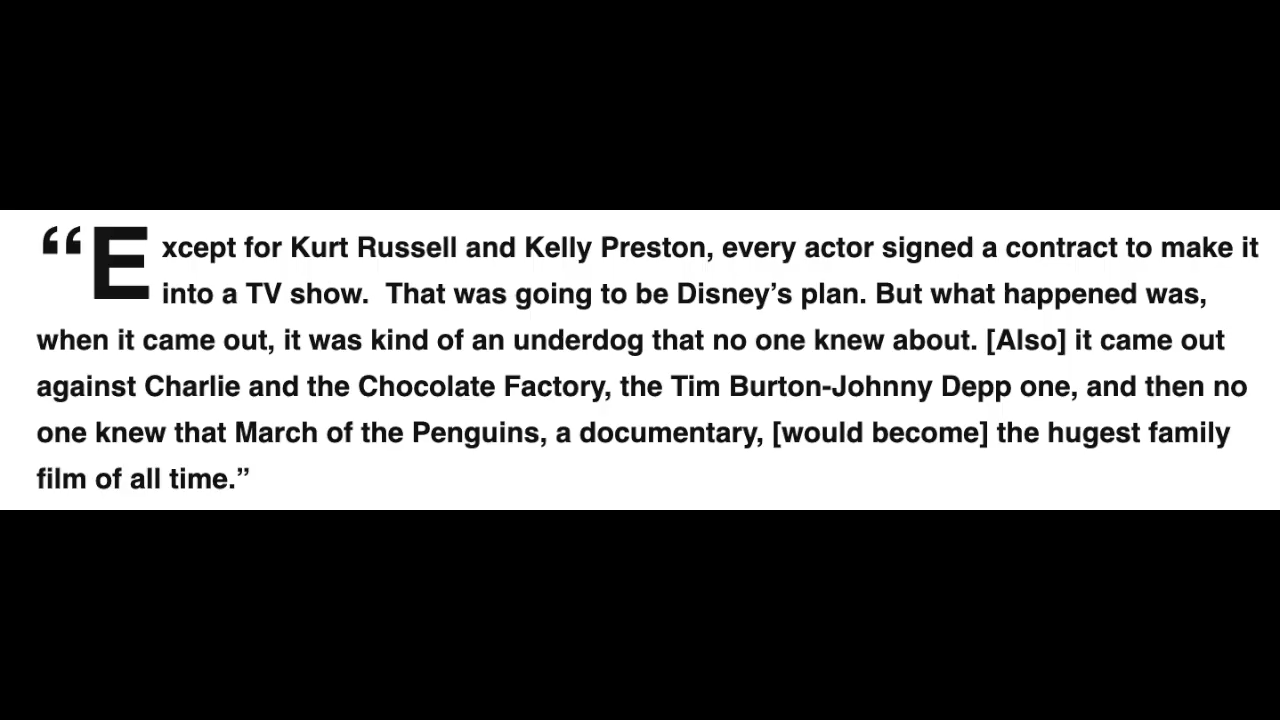 “Except for Kurt Russell and Kelly Preston, every actor signed a contract to make it
into a TV show.  That was going to be Disney’s plan. But what happened was,
when it came out, it was kind of an underdog that no one knew about. [Also] it came out
against Charlie and the Chocolate Factory, the Tim Burton-Johnny Depp one, and then no
one knew that March of the Penguins, a documentary, [would become] the hugest family
film of all time.”